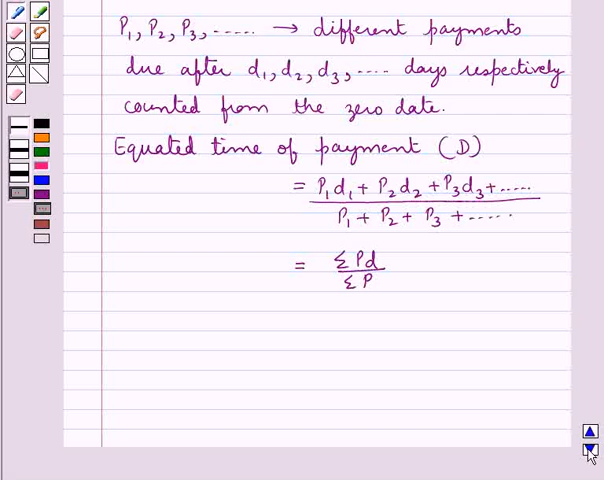 P₁, P₂, P₃, ...... → different payments
due after d₁, d₂, d₃, .... days respectively
counted from the zero date.
Equated time of payment (D)
= P₁d₁ + P₂d₂ + P₃d₃ + .....
P₁ + P₂ + P₃ + ......
= ΣPd
ΣP